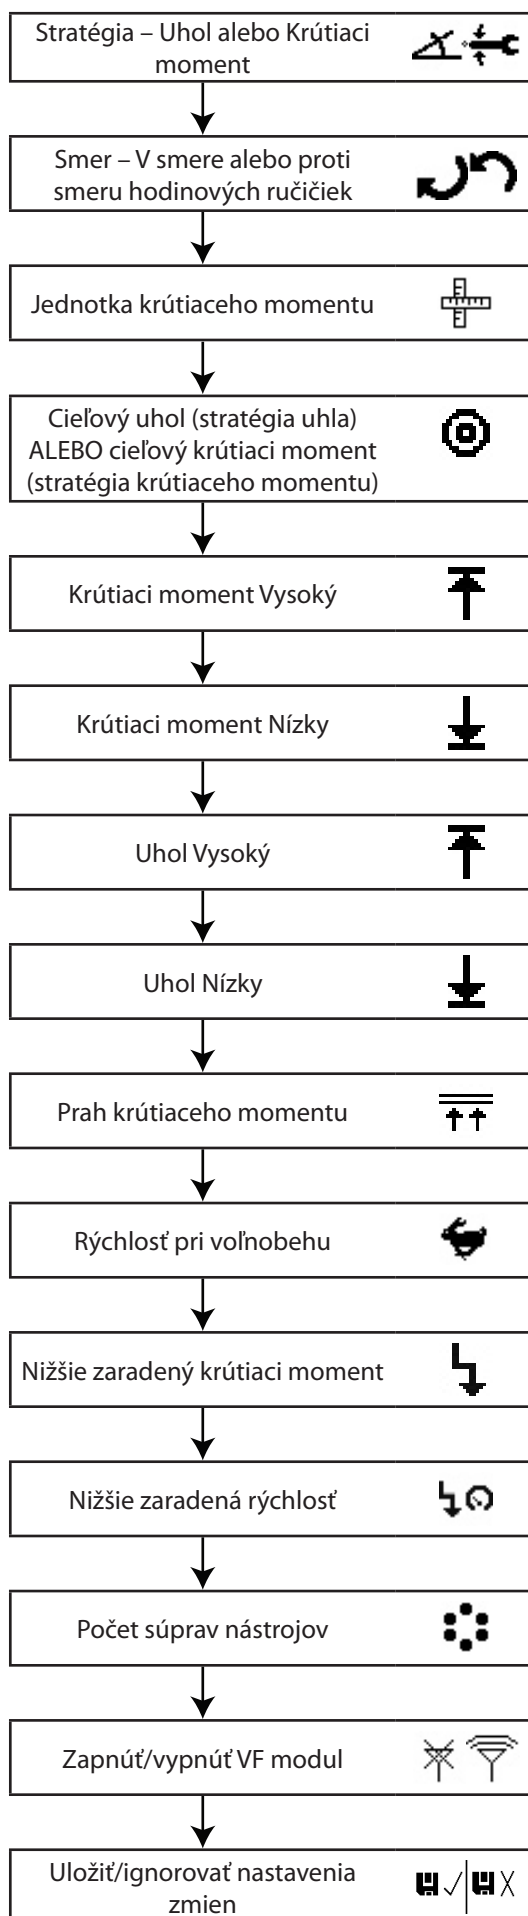 Stratégia – Uhol alebo Krútiaci
moment
Smer – V smere alebo proti
smeru hodinových ručičiek
Jednotka krútiaceho momentu
Cieľový uhol (stratégia uhla)
ALEBO cieľový krútiaci moment
(stratégia krútiaceho momentu)
Krútiaci moment Vysoký
Krútiaci moment Nízky
Uhol Vysoký
Uhol Nízky
Prah krútiaceho momentu
Rýchlosť pri voľnobehu
Nižšie zaradený krútiaci moment
Nižšie zaradená rýchlosť
Počet súprav nástrojov
Zapnúť/vypnúť VF modul
Uložiť/ignorovať nastavenia
zmien